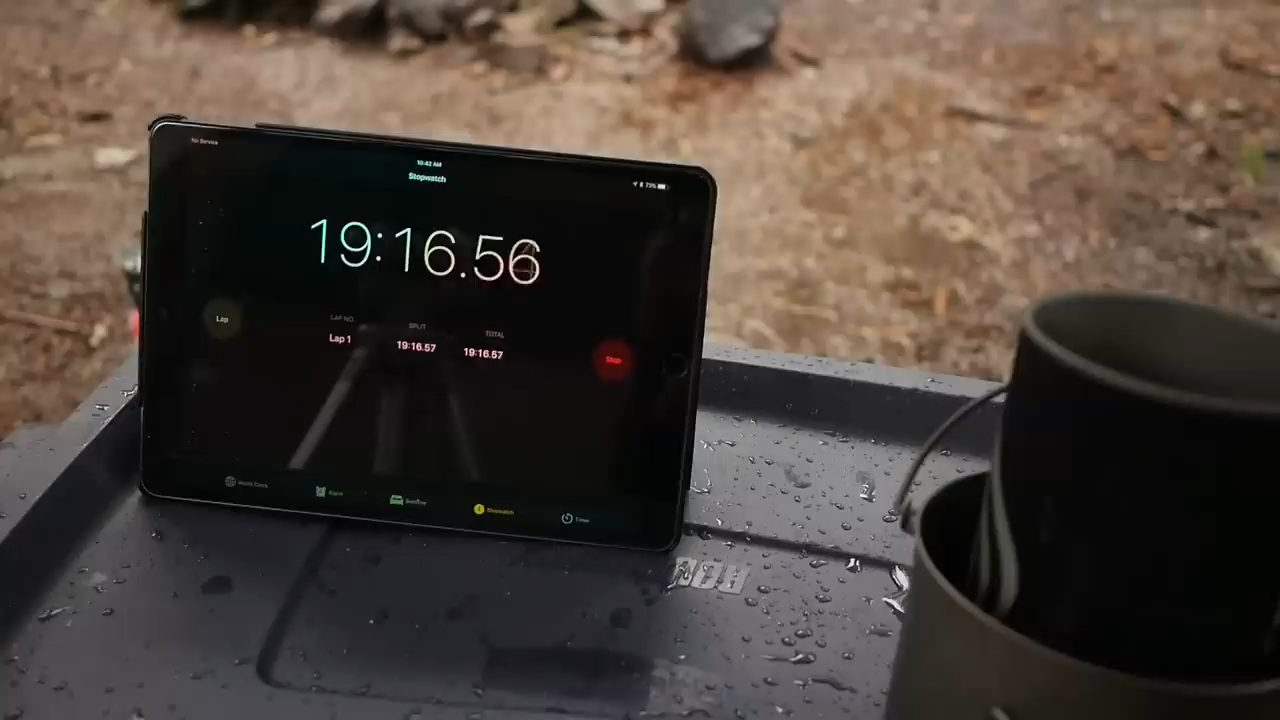 No Service
10:42 AM
73%
Stopwatch
19:16.56
Lap
LAP NO.
SPLIT
TOTAL
Lap 1
19:16.57
19:16.57
Stop
World Clock
Alarm
Bedtime
Stopwatch
Timer